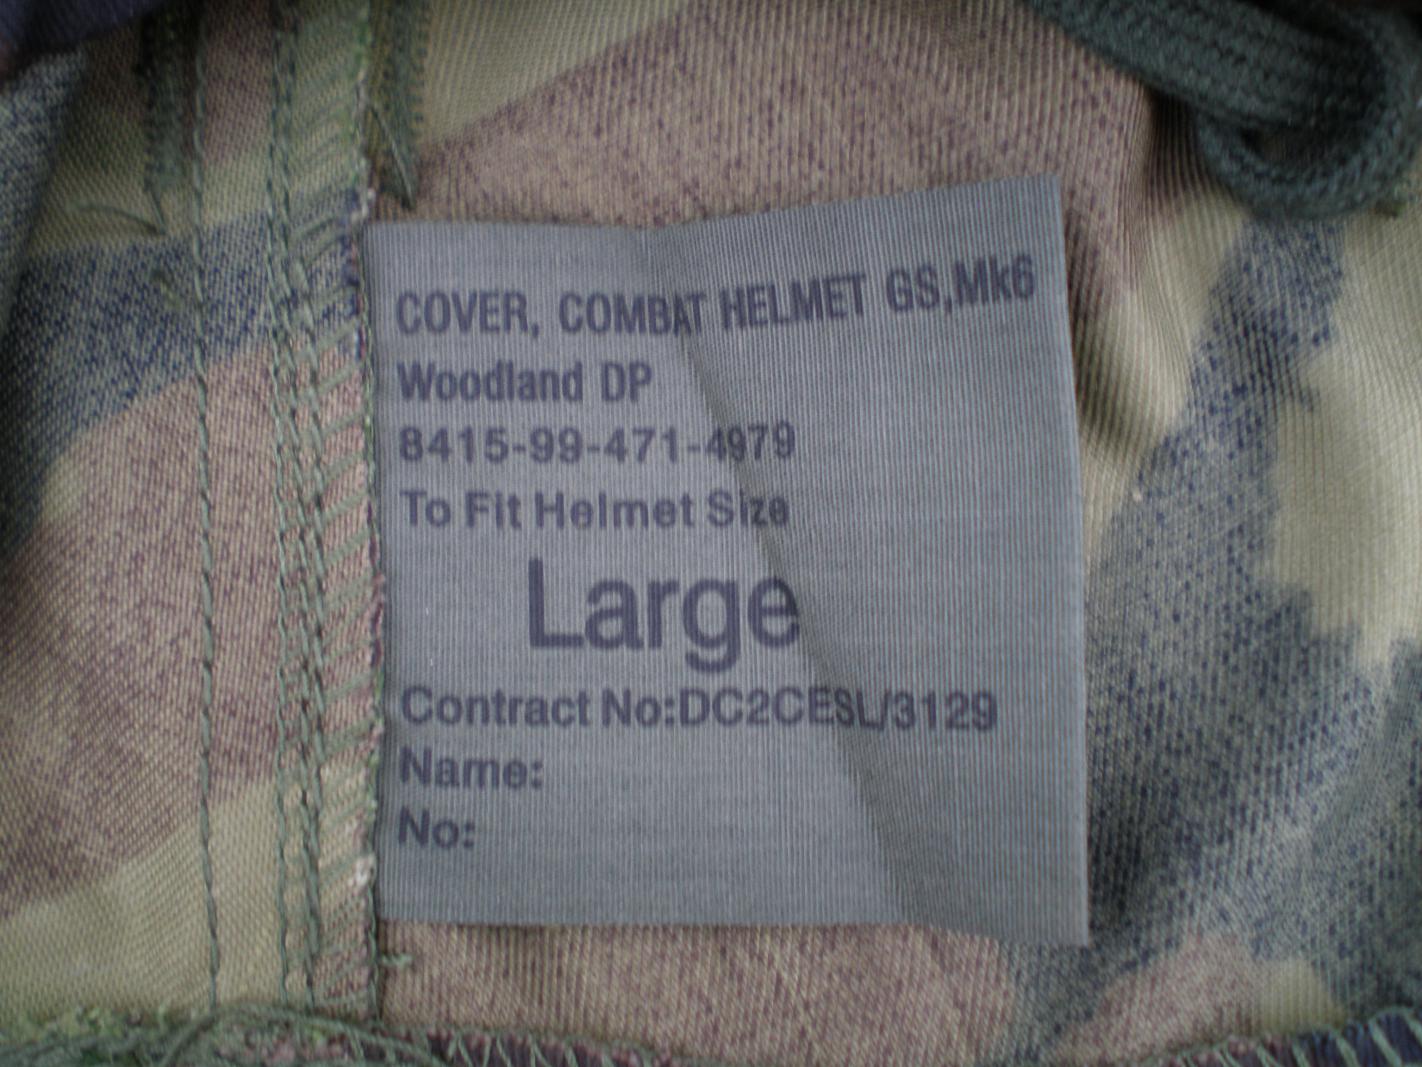 COVER, COMBAT HELMET GS,Mk6
Woodland DP
8415-99-471-4979
To Fit Helmet Size
Large
Contract No:DC2CESL/3129
Name:
No: